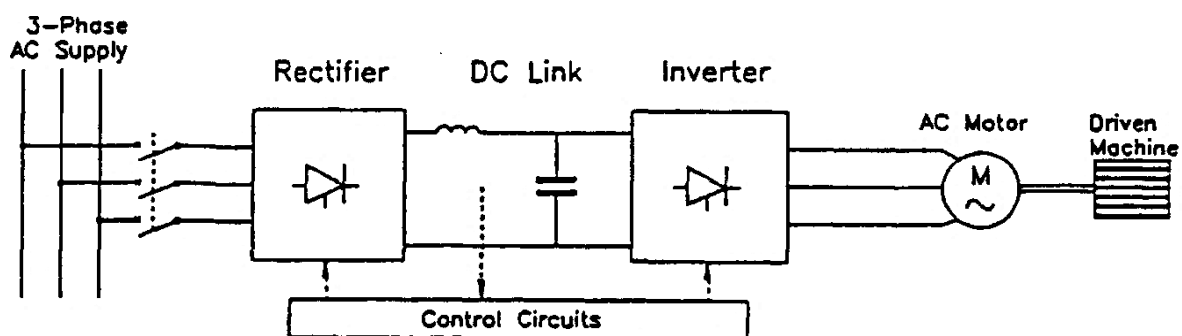 3-Phase
AC Supply
Rectifier
DC Link
Inverter
AC Motor
Driven
Machine
M
Control Circuits